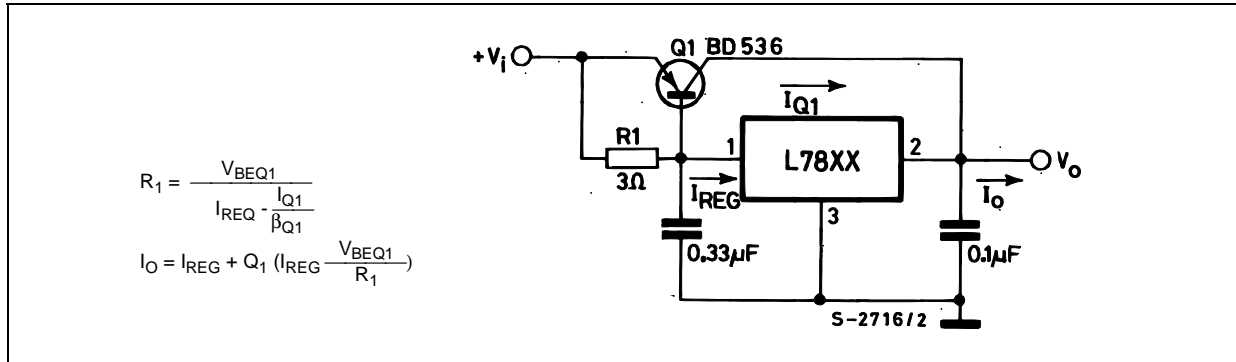 Q1 BD536
+Vi
IQ1
R1
1
L78XX
2
Vo
3Ω
IREG
Io
3
0.33µF
0.1µF
S-2716/2
R1 = VBEQ1 / IREQ - IQ1 / βQ1
IO = IREG + Q1 (IREG VBEQ1 / R1)